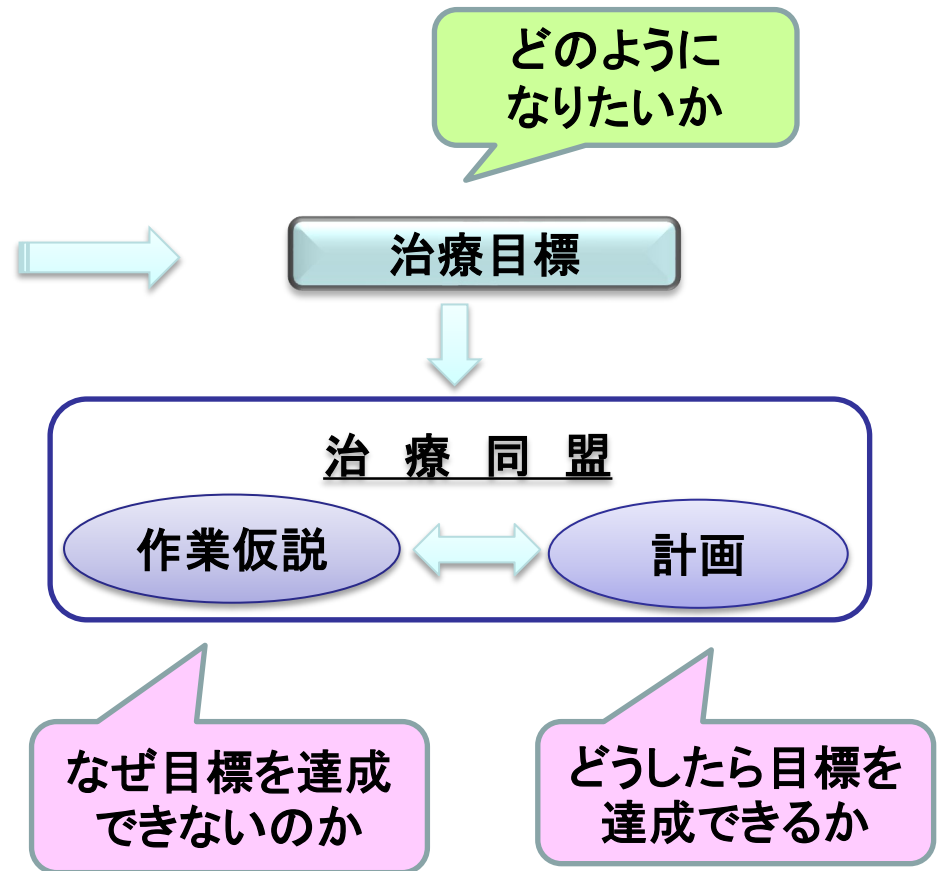 どのように
なりたいか
治療目標
治 療 同 盟
作業仮説
計画
なぜ目標を達成
できないのか
どうしたら目標を
達成できるか